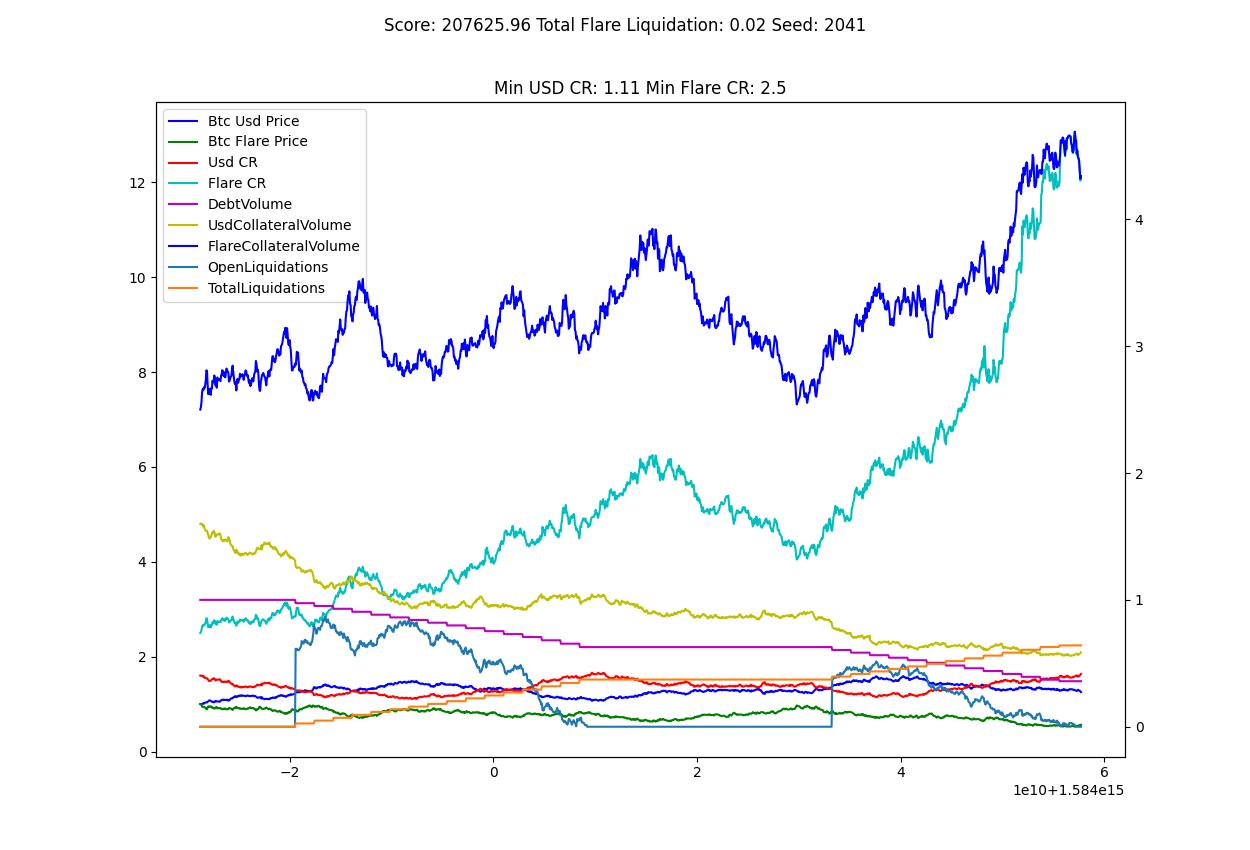 Score: 207625.96 Total Flare Liquidation: 0.02 Seed: 2041
Min USD CR: 1.11 Min Flare CR: 2.5
Btc Usd Price
Btc Flare Price
Usd CR
Flare CR
DebtVolume
UsdCollateralVolume
FlareCollateralVolume
OpenLiquidations
TotalLiquidations
12
10
8
6
4
2
0
4
3
2
1
0
−2
0
2
4
6
1e10+1.584e15